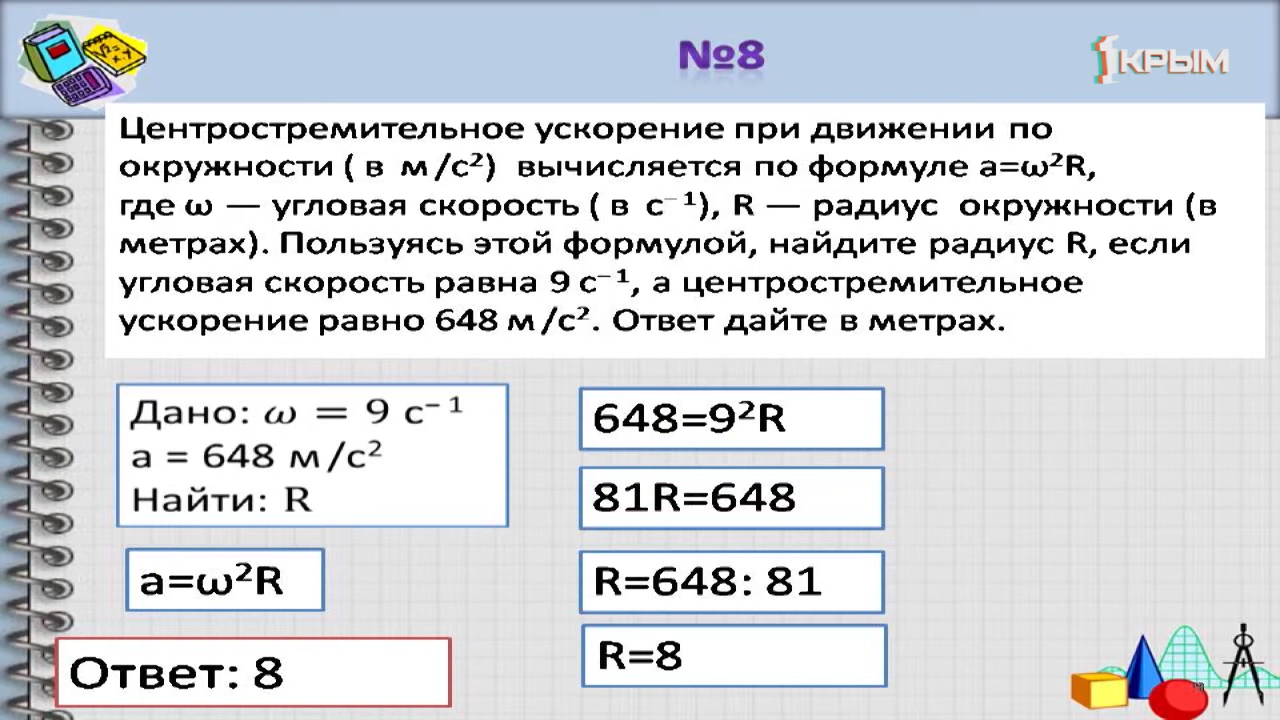 №8
1 КРЫМ
Центростремительное ускорение при движении по
окружности ( в м /с²) вычисляется по формуле a=ω²R,
где ω — угловая скорость ( в с⁻¹), R — радиус окружности (в
метрах). Пользуясь этой формулой, найдите радиус R, если
угловая скорость равна 9 с⁻¹, а центростремительное
ускорение равно 648 м /с². Ответ дайте в метрах.
Дано: ω = 9 с⁻¹
a = 648 м /с²
Найти: R
a=ω²R
Ответ: 8
648=9²R
81R=648
R=648: 81
R=8